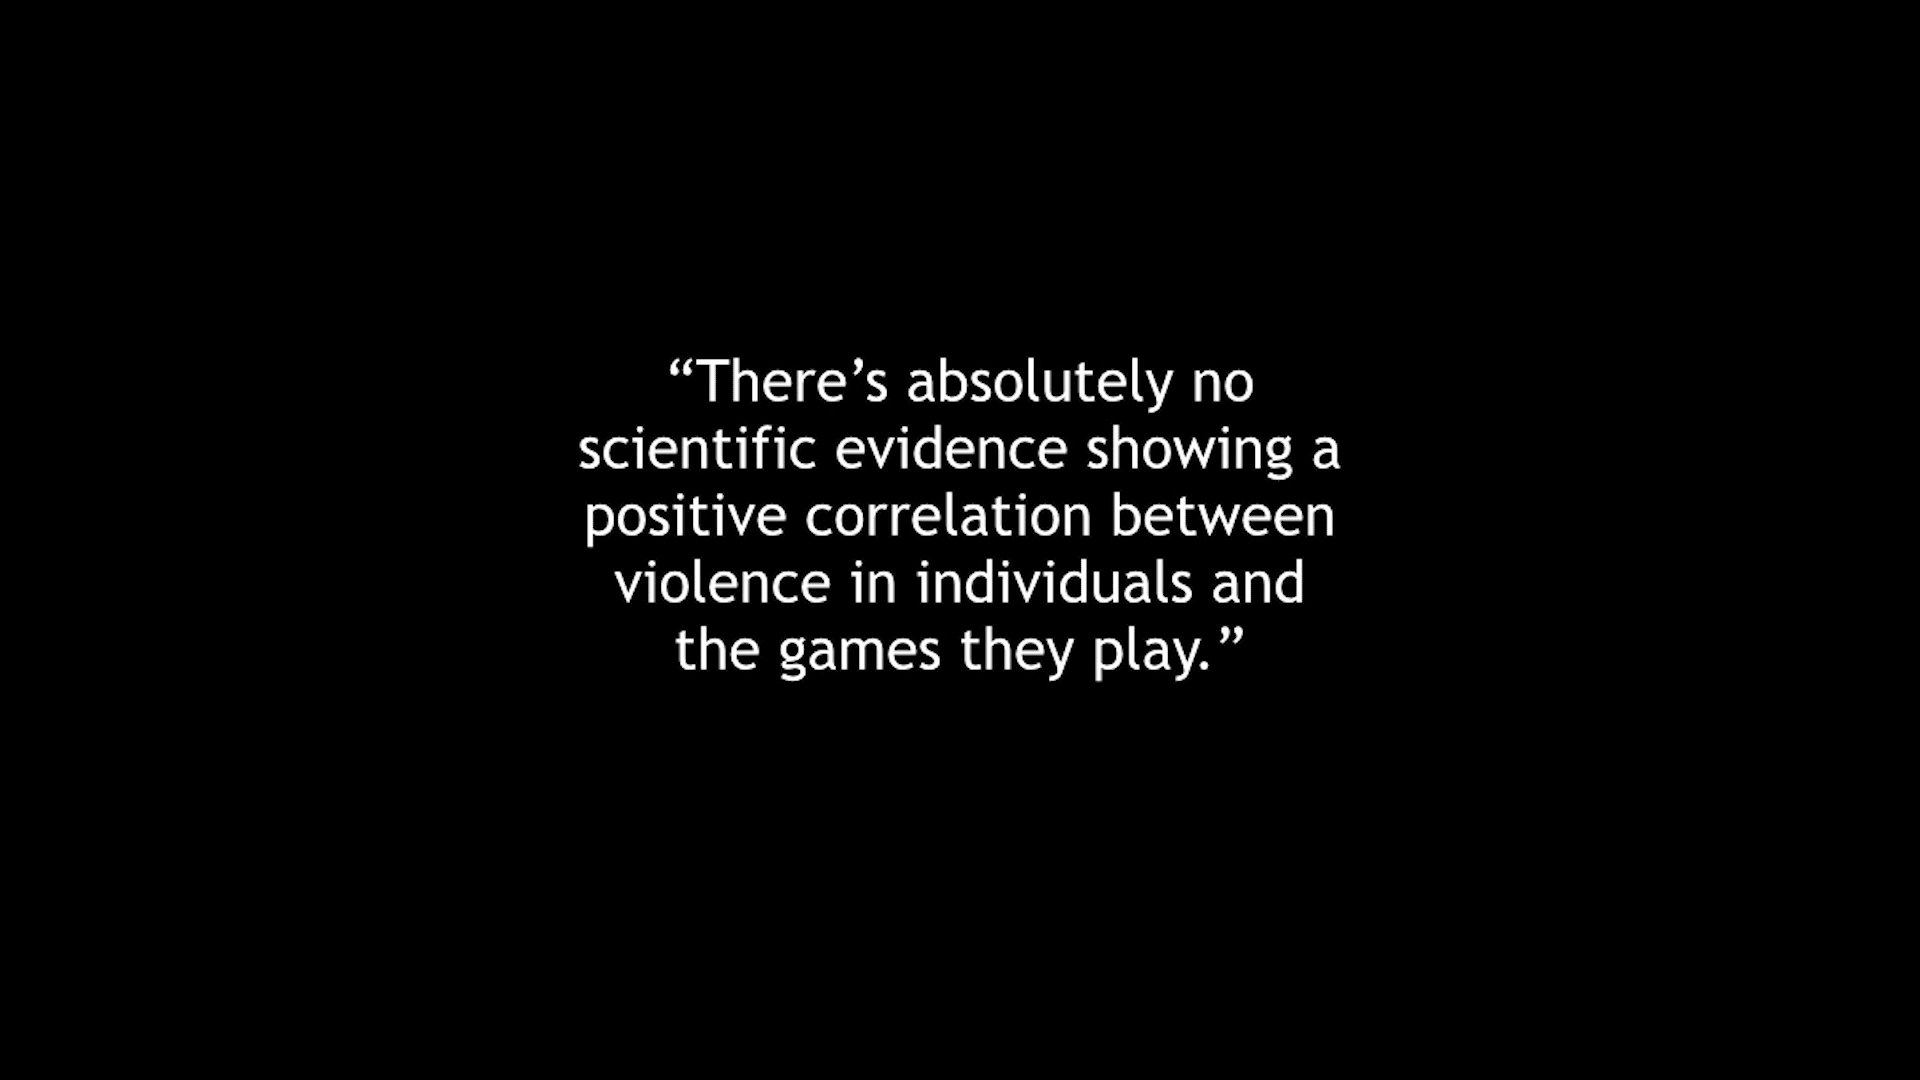 “There’s absolutely no
scientific evidence showing a
positive correlation between
violence in individuals and
the games they play.”